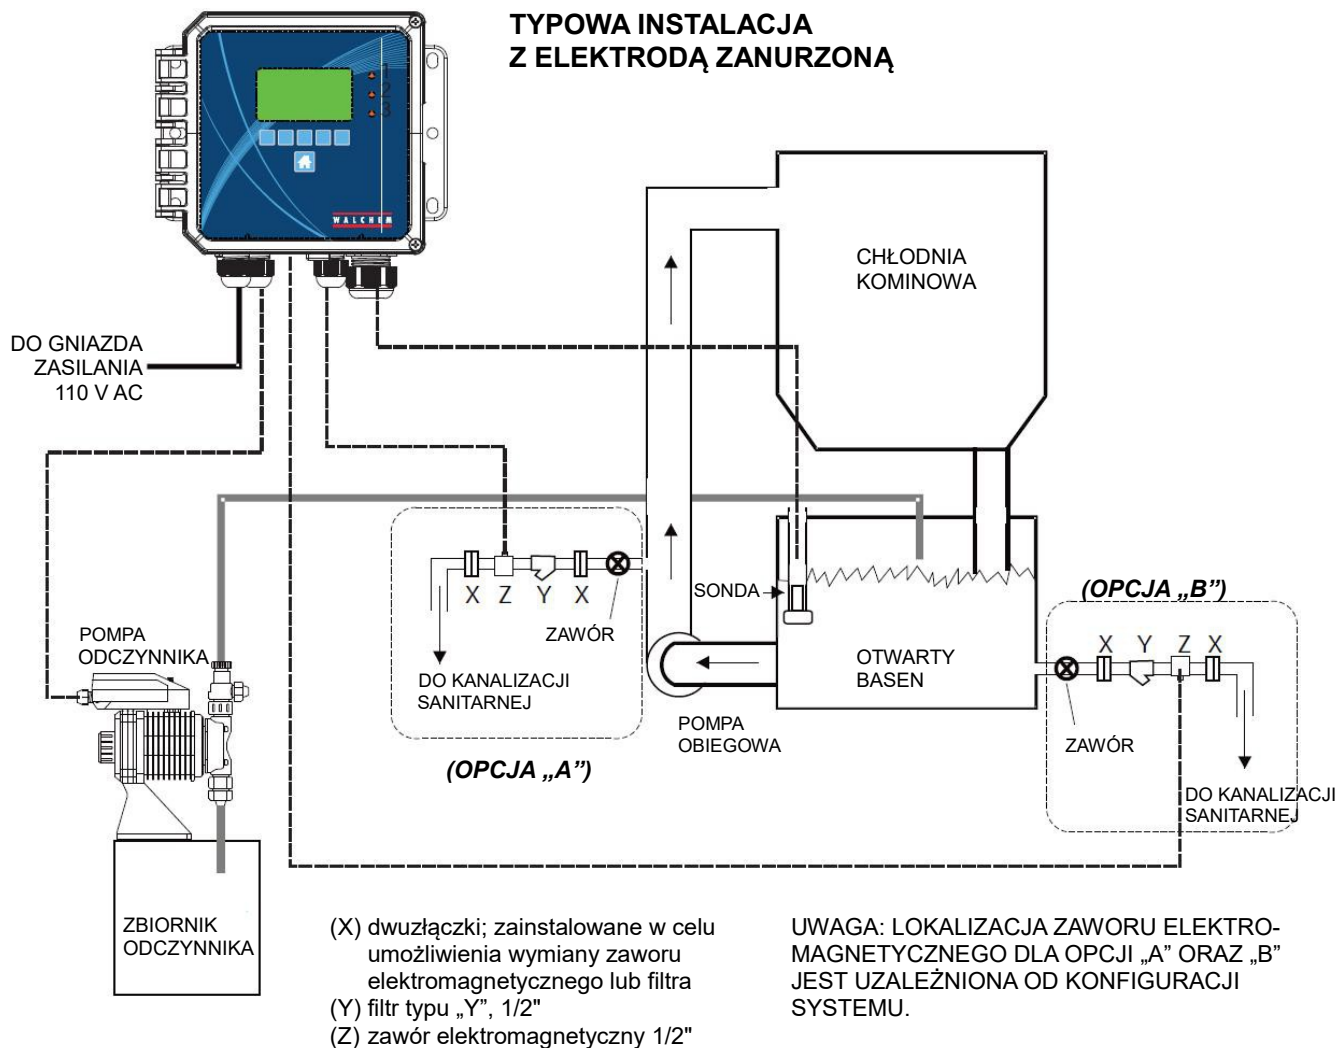 TYPOWA INSTALACJA
Z ELEKTRODĄ ZANURZONĄ
1
2
3
WALCHEM
CHŁODNIA
KOMINOWA
DO GNIAZDA
ZASILANIA
110 V AC
X Z Y X
ZAWÓR
DO KANALIZACJI
SANITARNEJ
(OPCJA „A”)
SONDA
OTWARTY
BASEN
POMPA
OBIEGOWA
(OPCJA „B”)
X Y Z X
ZAWÓR
DO KANALIZACJI
SANITARNEJ
POMPA
ODCZYNNIKA
ZBIORNIK
ODCZYNNIKA
(X) dwuzłączki; zainstalowane w celu
umożliwienia wymiany zaworu
elektromagnetycznego lub filtra
(Y) filtr typu „Y”, 1/2"
(Z) zawór elektromagnetyczny 1/2"
UWAGA: LOKALIZACJA ZAWORU ELEKTRO-
MAGNETYCZNEGO DLA OPCJI „A” ORAZ „B”
JEST UZALEŻNIONA OD KONFIGURACJI
SYSTEMU.